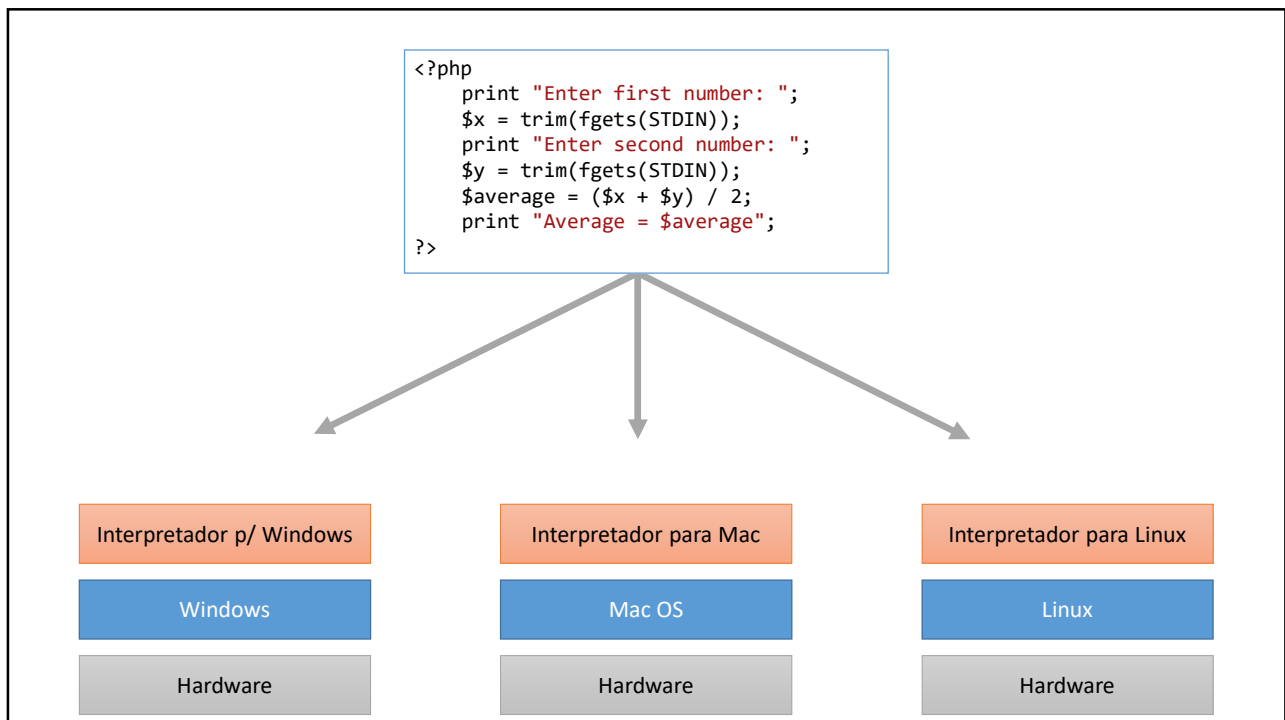 <?php
    print "Enter first number: ";
    $x = trim(fgets(STDIN));
    print "Enter second number: ";
    $y = trim(fgets(STDIN));
    $average = ($x + $y) / 2;
    print "Average = $average";
?>
Interpretador p/ Windows
Interpretador para Mac
Interpretador para Linux
Windows
Mac OS
Linux
Hardware
Hardware
Hardware